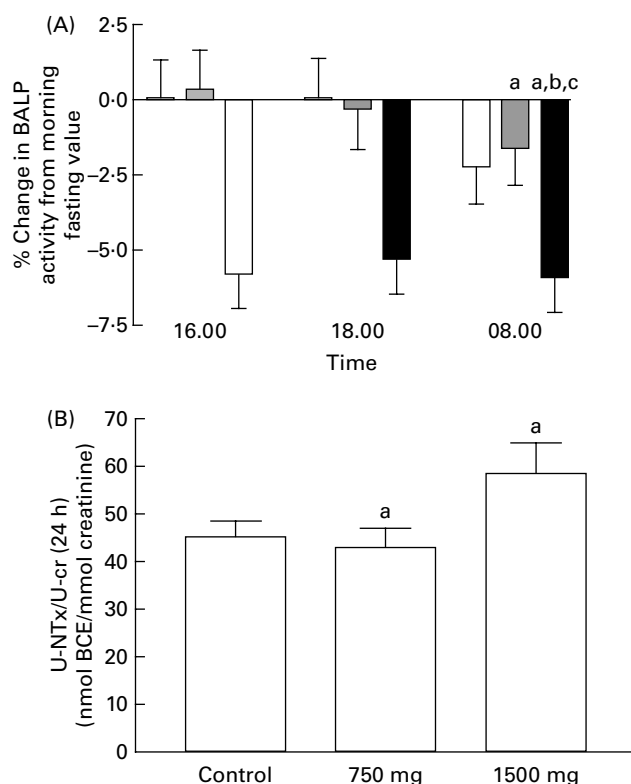 (A)
% Change in BALP
activity from morning
fasting value
2·5
0·0
−2·5
−5·0
−7·5
a a,b,c
16.00 18.00 08.00
Time
(B)
U-NTx/U-cr (24 h)
(nmol BCE/mmol creatinine)
70
60
50
40
30
20
10
0
a
a
Control 750 mg 1500 mg